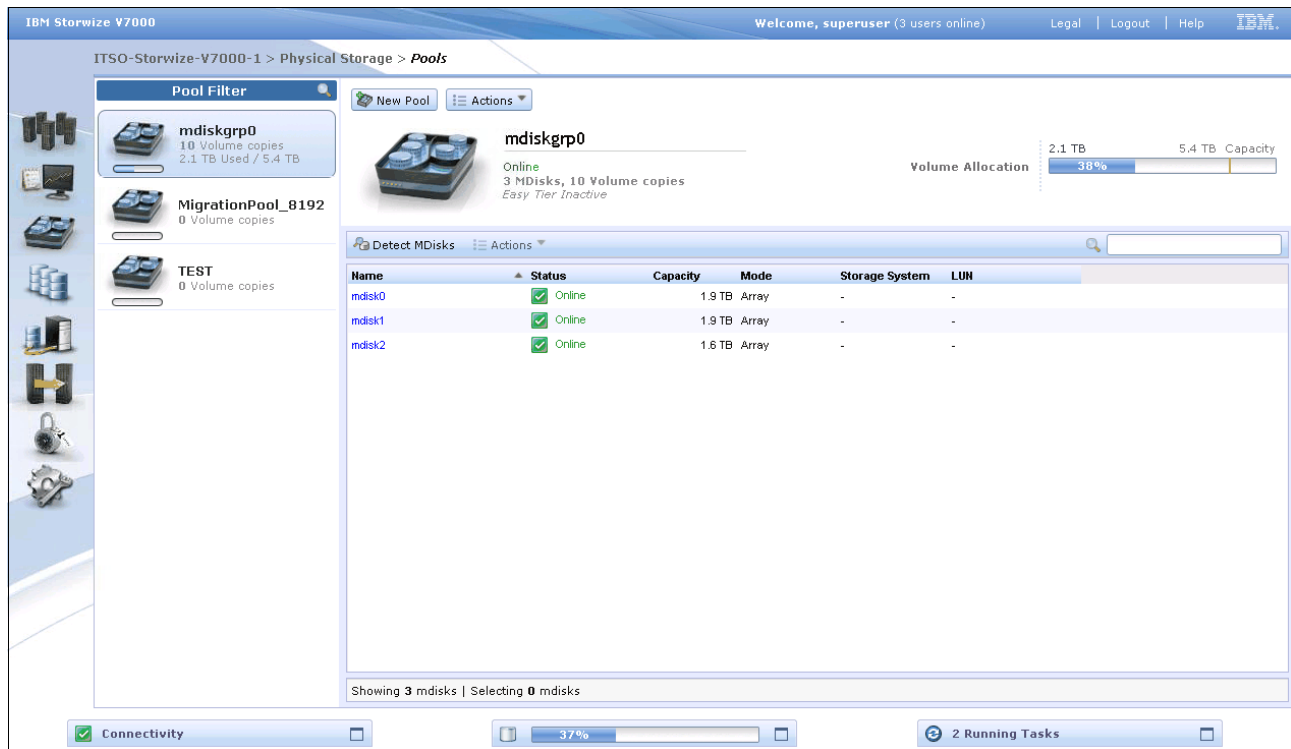 IBM Storwize V7000 Welcome, superuser (3 users online) Legal | Logout | Help IBM.
ITSO-Storwize-V7000-1 > Physical Storage > Pools
Pool Filter
mdiskgrp0
10 Volume copies
2.1 TB Used / 5.4 TB
MigrationPool_8192
0 Volume copies
TEST
0 Volume copies
New Pool Actions
mdiskgrp0
Online
3 MDisks, 10 Volume copies
Easy Tier Inactive
Volume Allocation
2.1 TB 5.4 TB Capacity
38%
Detect MDisks Actions
Name Status Capacity Mode Storage System LUN
mdisk0 Online 1.9 TB Array - -
mdisk1 Online 1.9 TB Array - -
mdisk2 Online 1.6 TB Array - -
Showing 3 mdisks | Selecting 0 mdisks
Connectivity 37% 2 Running Tasks